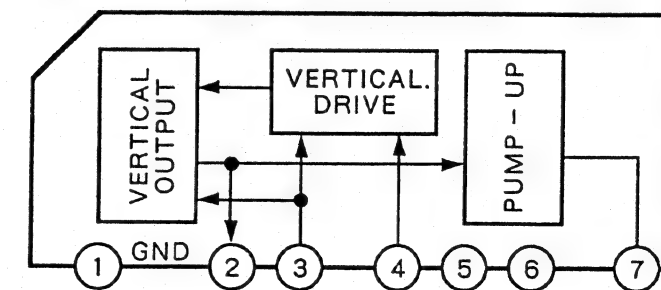 VERTICAL
OUTPUT
VERTICAL.
DRIVE
PUMP – UP
1
GND
2
3
4
5
6
7